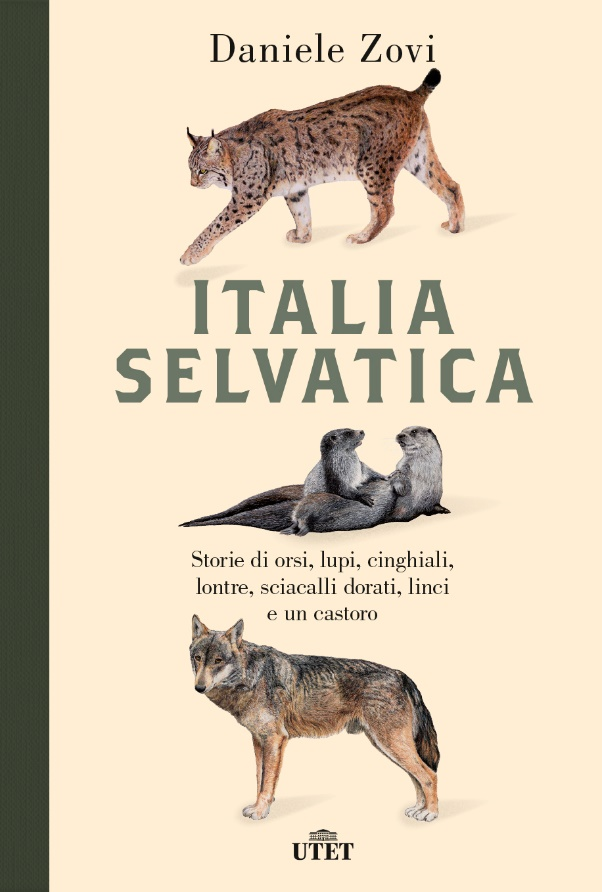 Daniele Zovi
ITALIA
SELVATICA
Storie di orsi, lupi, cinghiali,
lontre, sciacalli dorati, linci
e un castoro
UTET